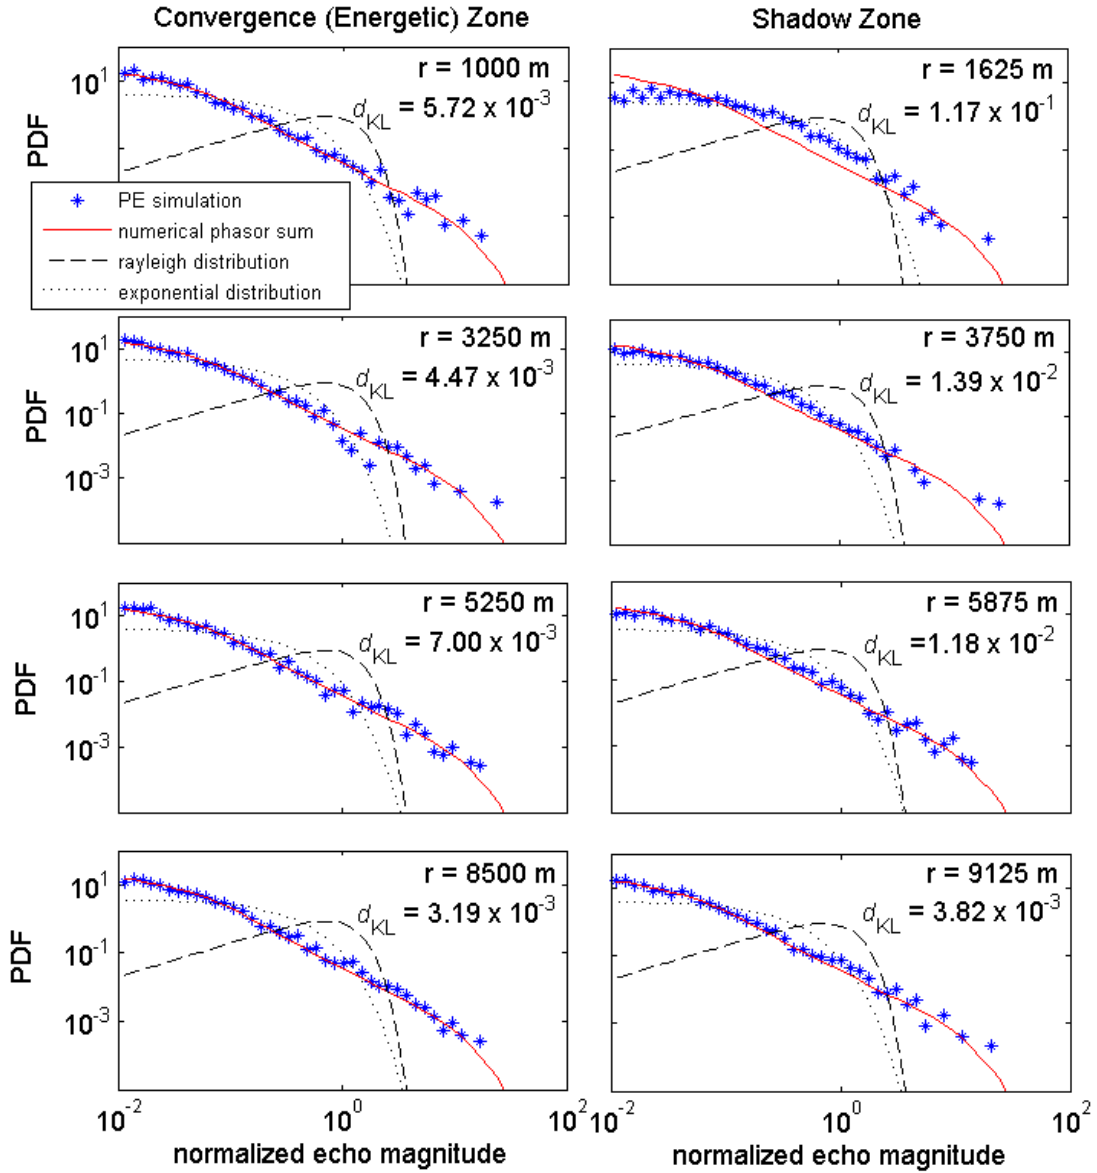 Convergence (Energetic) Zone
Shadow Zone
r = 1000 m
d_KL = 5.72 x 10^-3
r = 1625 m
d_KL = 1.17 x 10^-1
10^1
PDF
PE simulation
numerical phasor sum
rayleigh distribution
exponential distribution
r = 3250 m
d_KL = 4.47 x 10^-3
r = 3750 m
d_KL = 1.39 x 10^-2
10^1
10^-1
10^-3
PDF
r = 5250 m
d_KL = 7.00 x 10^-3
r = 5875 m
d_KL =1.18 x 10^-2
10^1
10^-1
10^-3
PDF
r = 8500 m
d_KL = 3.19 x 10^-3
r = 9125 m
d_KL = 3.82 x 10^-3
10^1
10^-1
10^-3
PDF
10^-2 10^0 10^2
10^-2 10^0 10^2
normalized echo magnitude
normalized echo magnitude